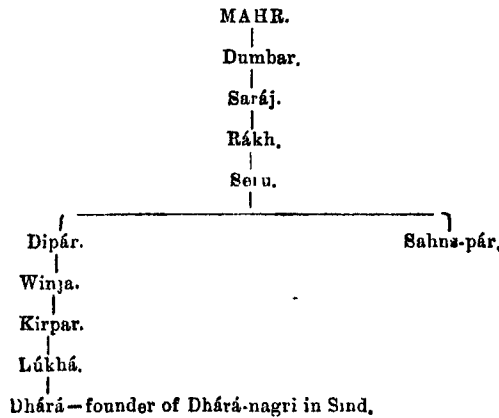 MAHR.
Dumbar.
Saráj.
Rákh.
Dipár. Sahns-pár.
Winja.
Kirpar.
Lúkhá.
Dhárá—founder of Dhárá-nagri in Sind.